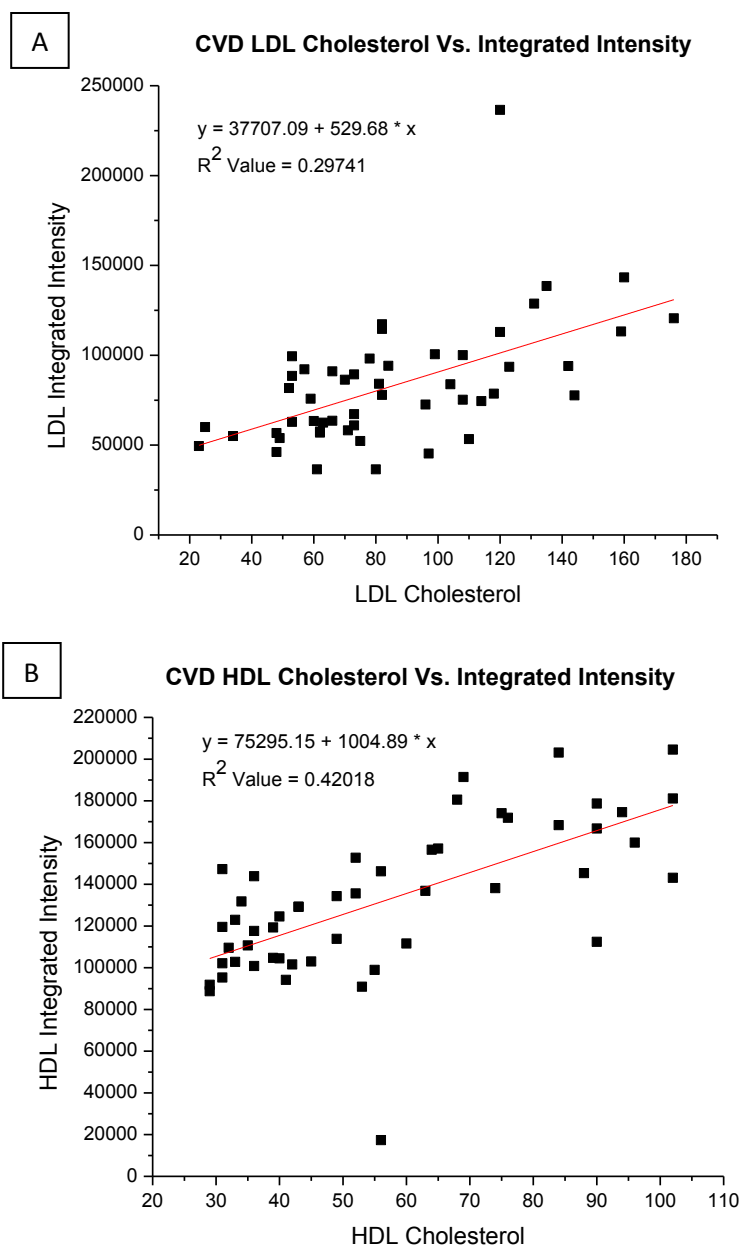 A
CVD LDL Cholesterol Vs. Integrated Intensity
y = 37707.09 + 529.68 * x
R2 Value = 0.29741
LDL Integrated Intensity
250000
200000
150000
100000
50000
0
20 40 60 80 100 120 140 160 180
LDL Cholesterol
B
CVD HDL Cholesterol Vs. Integrated Intensity
y = 75295.15 + 1004.89 * x
R2 Value = 0.42018
HDL Integrated Intensity
220000
200000
180000
160000
140000
120000
100000
80000
60000
40000
20000
0
20 30 40 50 60 70 80 90 100 110
HDL Cholesterol